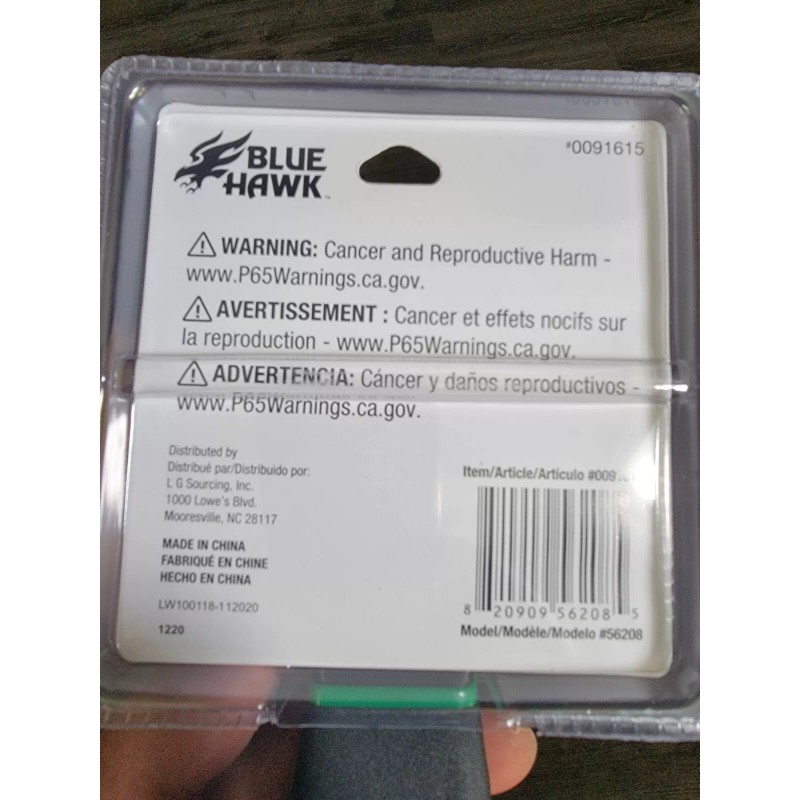 BLUE
HAWK
#0091615
WARNING: Cancer and Reproductive Harm -
www.P65Warnings.ca.gov.
AVERTISSEMENT : Cancer et effets nocifs sur
la reproduction - www.P65Warnings.ca.gov.
ADVERTENCIA: Cáncer y daños reproductivos -
www.P65Warnings.ca.gov.
Distributed by
Distribué par/Distribuido por:
L G Sourcing, Inc.
1000 Lowe's Blvd.
Mooresville, NC 28117
MADE IN CHINA
FABRIQUÉ EN CHINE
HECHO EN CHINA
LW100118-112020
1220
Item/Article/Artículo
8 20909 56208 5
Model/Modèle/Modelo #56208